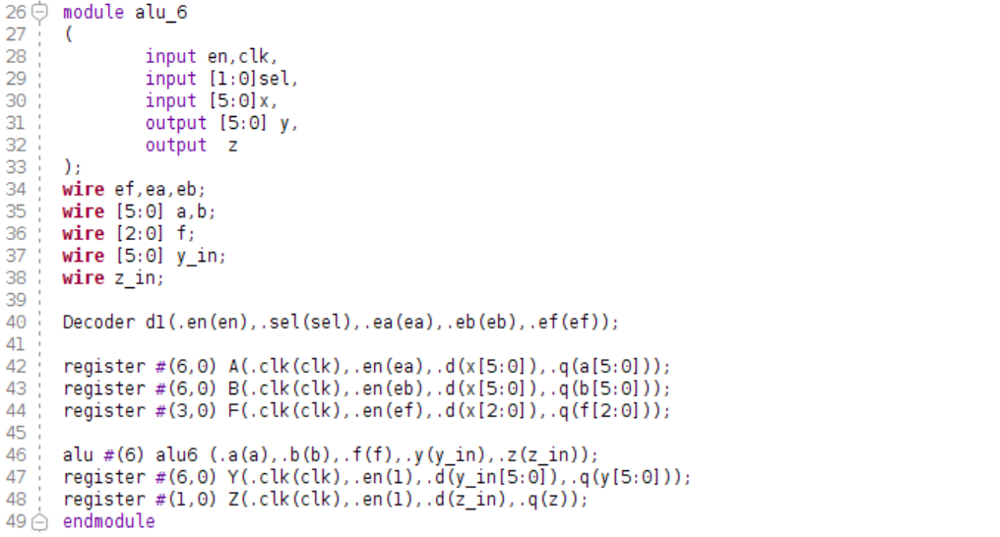 26 module alu_6
27 (
28 input en,clk,
29 input [1:0]sel,
30 input [5:0]x,
31 output [5:0] y,
32 output  z
33 );
34 wire ef,ea,eb;
35 wire [5:0] a,b;
36 wire [2:0] f;
37 wire [5:0] y_in;
38 wire z_in;
39
40 Decoder d1(.en(en),.sel(sel),.ea(ea),.eb(eb),.ef(ef));
41
42 register #(6,0) A(.clk(clk),.en(ea),.d(x[5:0]),.q(a[5:0]));
43 register #(6,0) B(.clk(clk),.en(eb),.d(x[5:0]),.q(b[5:0]));
44 register #(3,0) F(.clk(clk),.en(ef),.d(x[2:0]),.q(f[2:0]));
45
46 alu #(6) alu6 (.a(a),.b(b),.f(f),.y(y_in),.z(z_in));
47 register #(6,0) Y(.clk(clk),.en(1),.d(y_in[5:0]),.q(y[5:0]));
48 register #(1,0) Z(.clk(clk),.en(1),.d(z_in),.q(z));
49 endmodule